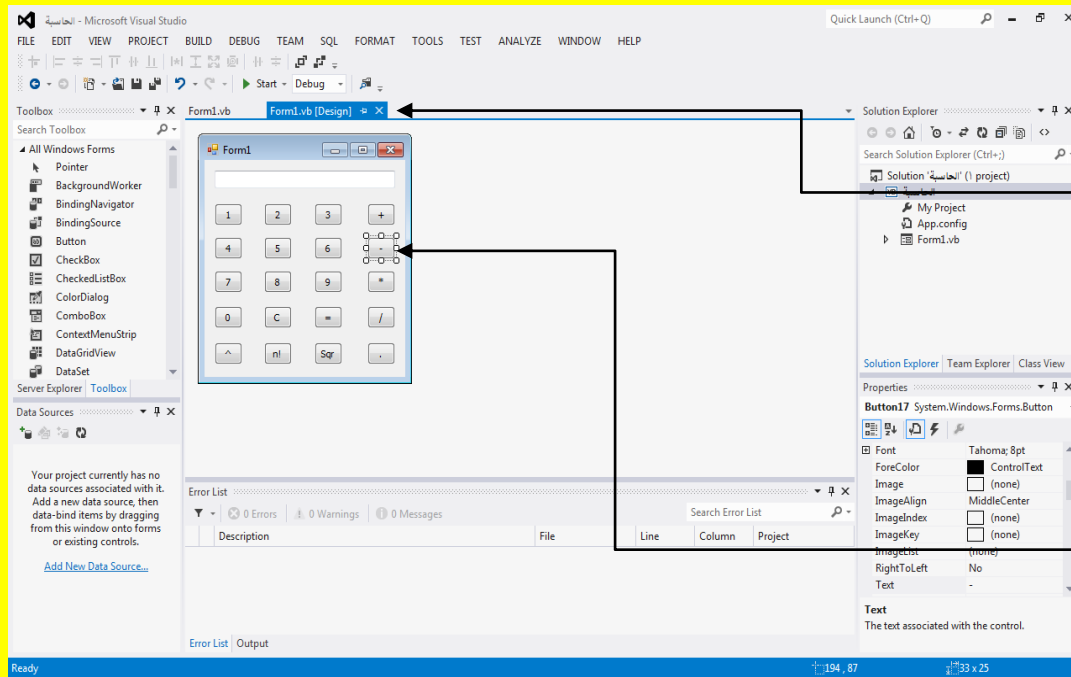 الحاسبة - Microsoft Visual Studio
Quick Launch (Ctrl+Q)
FILE EDIT VIEW PROJECT BUILD DEBUG TEAM SQL FORMAT TOOLS TEST ANALYZE WINDOW HELP
Start Debug
Toolbox
Search Toolbox
All Windows Forms
Pointer
BackgroundWorker
BindingNavigator
BindingSource
Button
CheckBox
CheckedListBox
ColorDialog
ComboBox
ContextMenuStrip
DataGridView
DataSet
Server Explorer Toolbox
Data Sources
Your project currently has no
data sources associated with it.
Add a new data source, then
data-bind items by dragging
from this window onto forms
or existing controls.
Add New Data Source...
Form1.vb Form1.vb [Design]
Form1
1 2 3 +
4 5 6 -
7 8 9 *
0 C = /
^ n! Sqr .
Error List
0 Errors 0 Warnings 0 Messages
Search Error List
Description File Line Column Project
Error List Output
Solution Explorer
Search Solution Explorer (Ctrl+;)
Solution 'الحاسبة' (١ project)
VB الحاسبة
My Project
App.config
Form1.vb
Solution Explorer Team Explorer Class View
Properties
Button17 System.Windows.Forms.Button
Font Tahoma; 8pt
ForeColor ControlText
Image (none)
ImageAlign MiddleCenter
ImageIndex (none)
ImageKey (none)
ImageList (none)
RightToLeft No
Text -
Text
The text associated with the control.
Ready
194 , 87
33 x 25